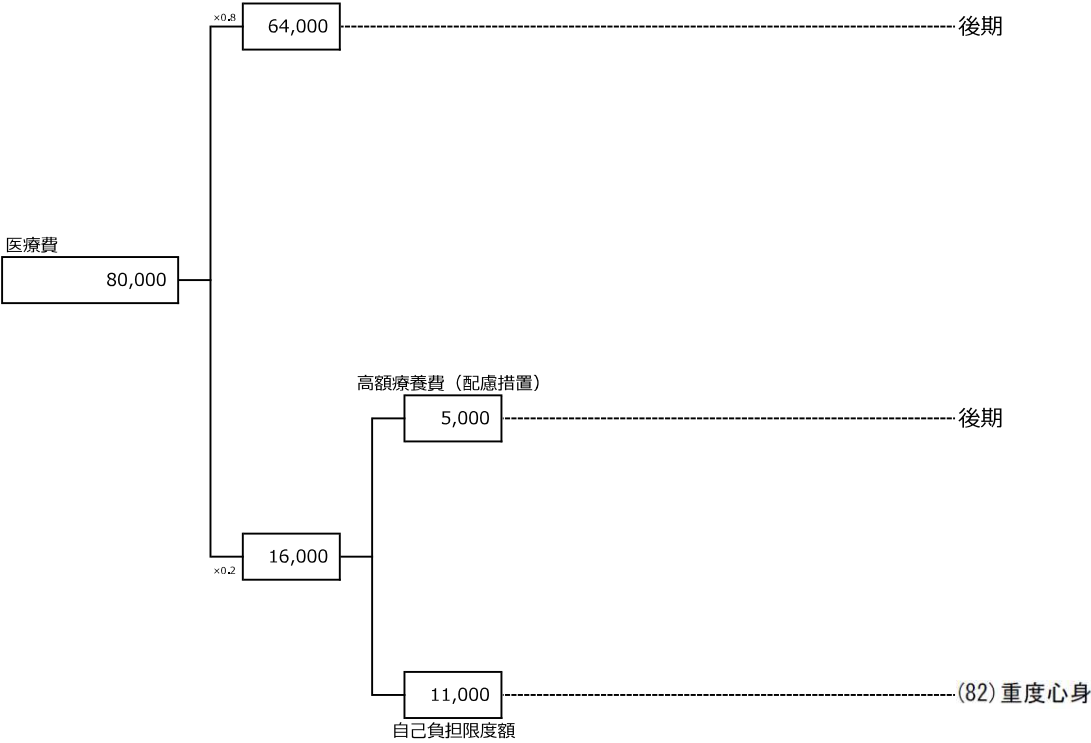 ×0.8
64,000
後期
医療費
80,000
高額療養費（配慮措置）
5,000
後期
16,000
×0.2
11,000
(82)重度心身
自己負担限度額